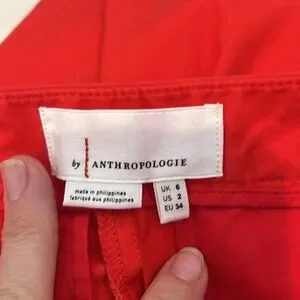 by ANTHROPOLOGIE
made in philippines
fabriqué aux philippines
UK 6
US 2
EU 34